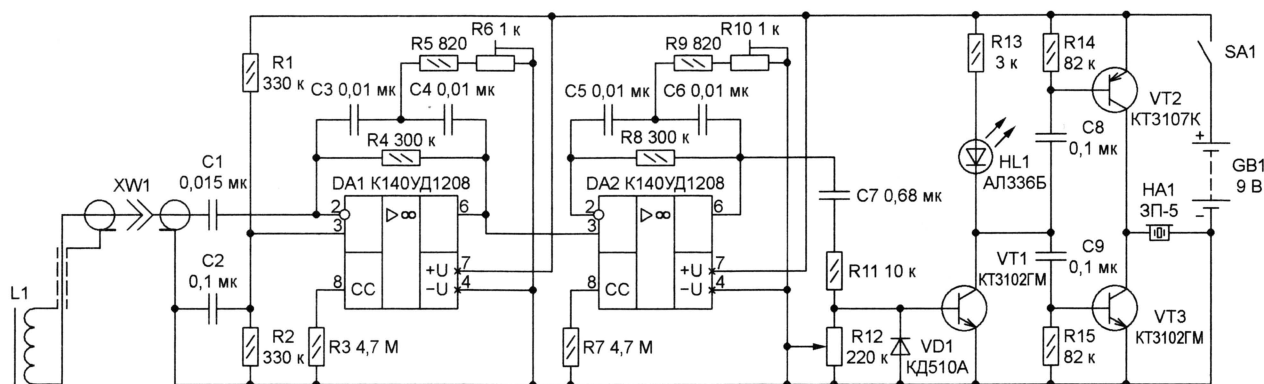 R6 1 к
R10 1 к
R5 820
R9 820
R1
330 к
C3 0,01 мк
C4 0,01 мк
C5 0,01 мк
C6 0,01 мк
R13
3 к
R14
82 к
SA1
VT2
КТ3107К
R4 300 к
R8 300 к
C1
0,015 мк
XW1
DA1 К140УД1208
DA2 К140УД1208
C7 0,68 мк
HL1
АЛ336Б
C8
0,1 мк
GB1
9 В
+
−
HA1
ЗП-5
2
3
▷∞
6
2
3
▷∞
6
C2
0,1 мк
8
CC
+U
−U
7
4
8
CC
+U
−U
7
4
R11 10 к
VT1
КТ3102ГМ
C9
0,1 мк
L1
R2
330 к
R3 4,7 М
R7 4,7 М
R12
220 к
VD1
КД510А
R15
82 к
VT3
КТ3102ГМ